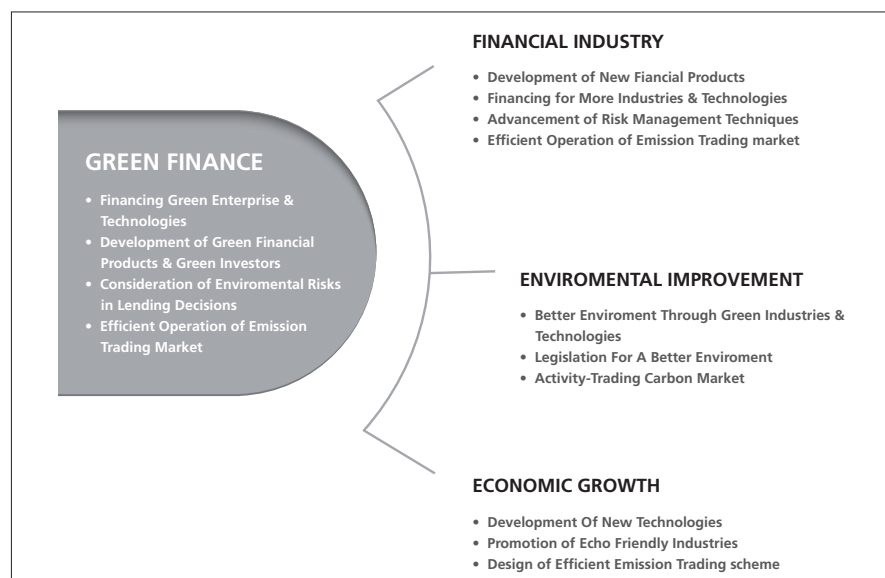 GREEN FINANCE
• Financing Green Enterprise &
Technologies
• Development of Green Financial
Products & Green Investors
• Consideration of Enviromental Risks
in Lending Decisions
• Efficient Operation of Emission
Trading Market
FINANCIAL INDUSTRY
• Development of New Fiancial Products
• Financing for More Industries & Technologies
• Advancement of Risk Management Techniques
• Efficient Operation of Emission Trading market
ENVIROMENTAL IMPROVEMENT
• Better Enviroment Through Green Industries &
Technologies
• Legislation For A Better Enviroment
• Activity-Trading Carbon Market
ECONOMIC GROWTH
• Development Of New Technologies
• Promotion of Echo Friendly Industries
• Design of Efficient Emission Trading scheme